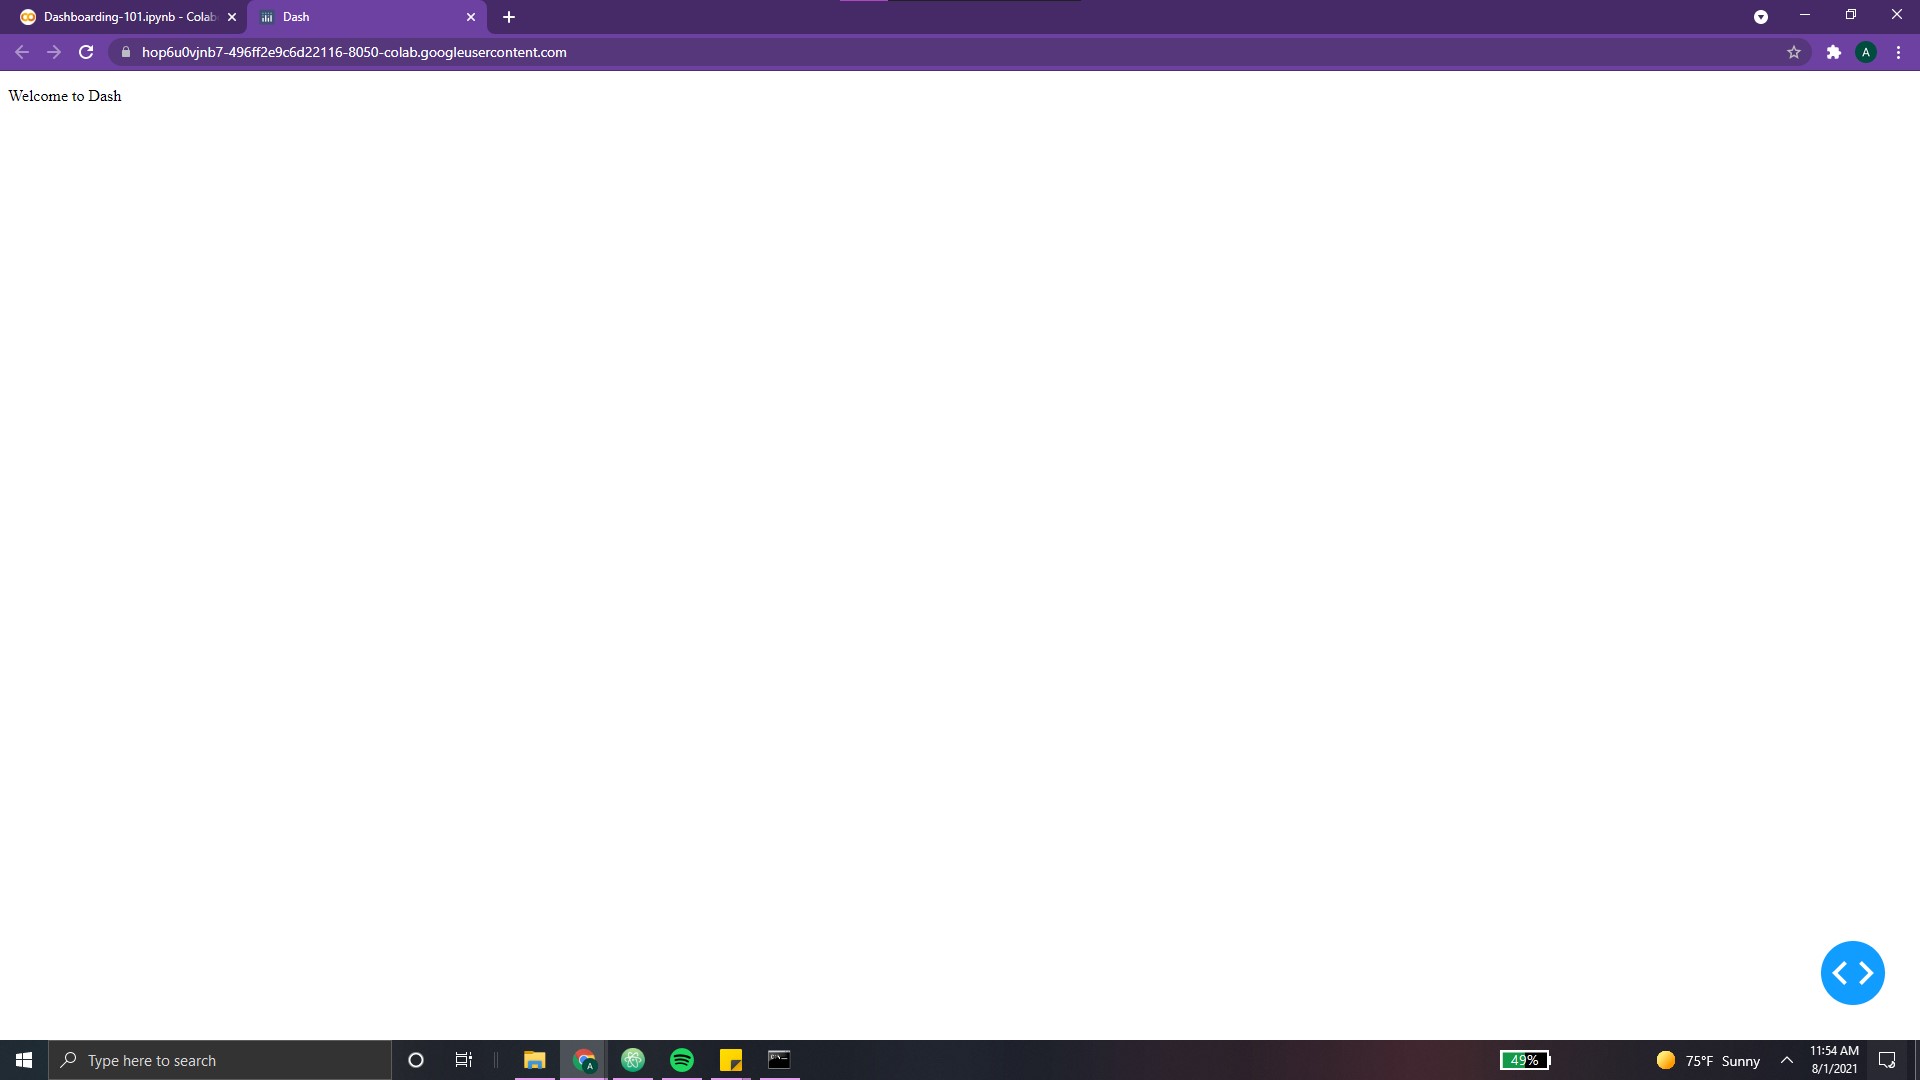 Dashboarding-101.ipynb - Colab
Dash
hop6u0vjnb7-496ff2e9c6d22116-8050-colab.googleusercontent.com
A
Welcome to Dash
Type here to search
A
49%
75°F Sunny
11:54 AM
8/1/2021